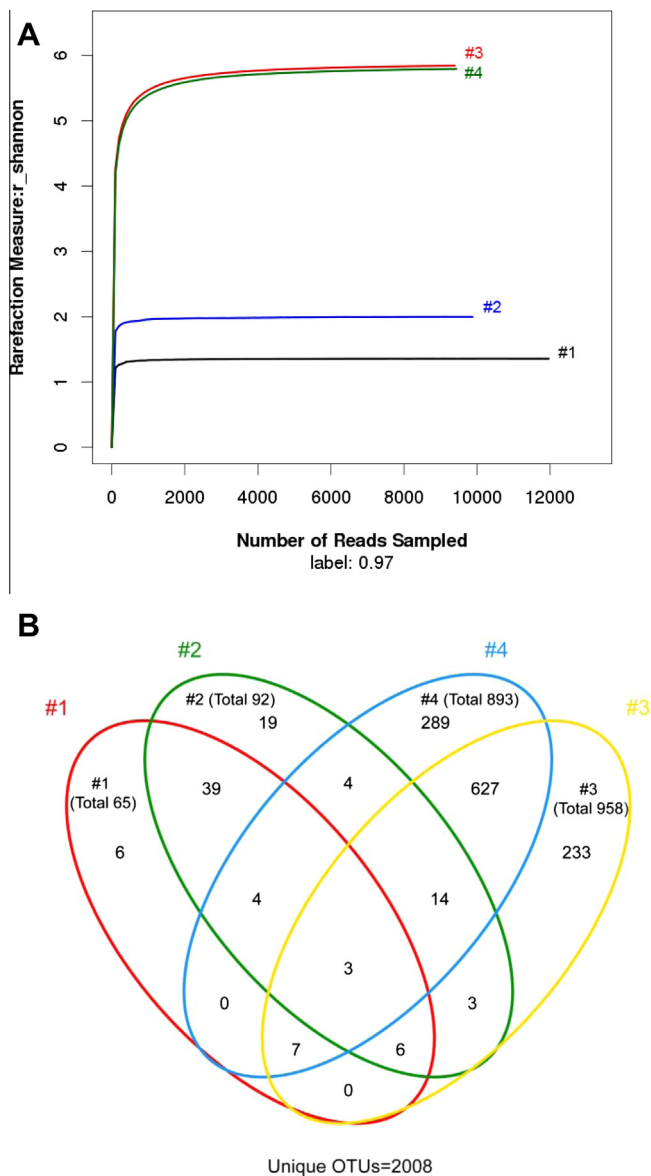 A
Rarefaction Measure:r_shannon
6
5
4
3
2
1
0
#3
#4
#2
#1
0 2000 4000 6000 8000 10000 12000
Number of Reads Sampled
label: 0.97
B
#1
#2
#4
#3
#2 (Total 92)
19
#4 (Total 893)
289
#1
(Total 65)
6
39
4
627
#3
(Total 958)
233
4
14
3
0
3
7
6
0
Unique OTUs=2008